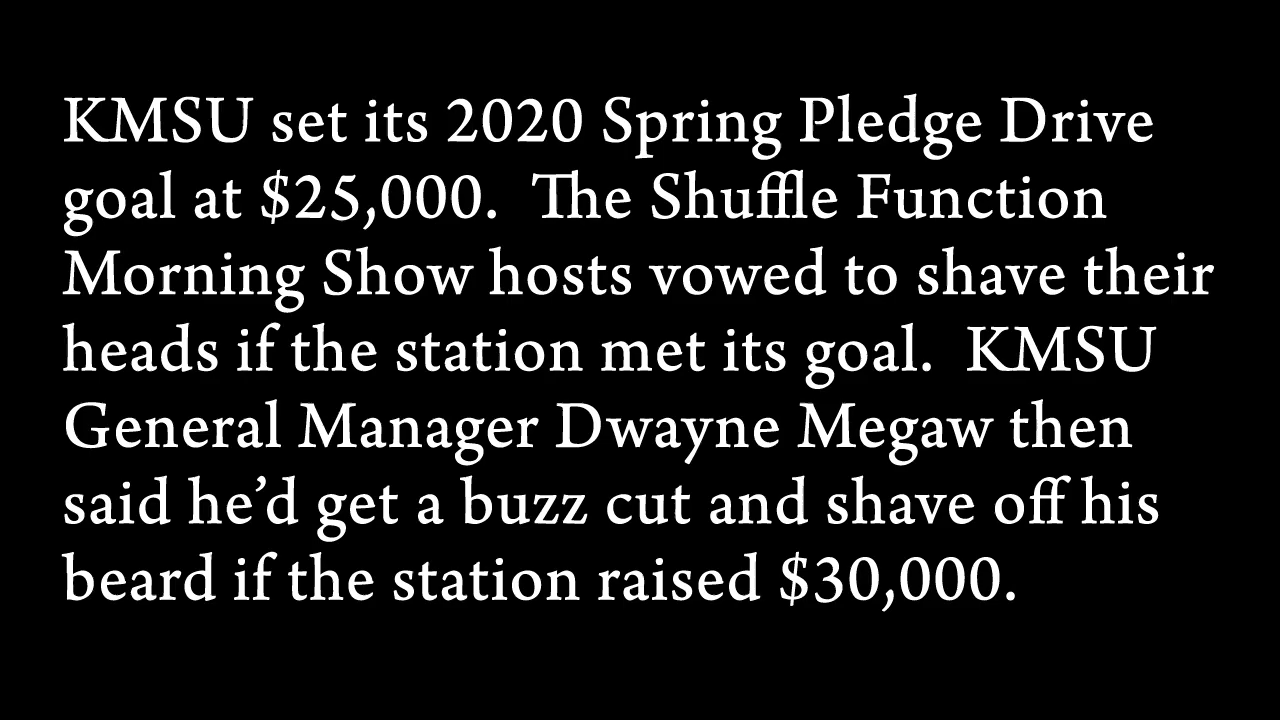 KMSU set its 2020 Spring Pledge Drive
goal at $25,000.  The Shuffle Function
Morning Show hosts vowed to shave their
heads if the station met its goal.  KMSU
General Manager Dwayne Megaw then
said he’d get a buzz cut and shave off his
beard if the station raised $30,000.